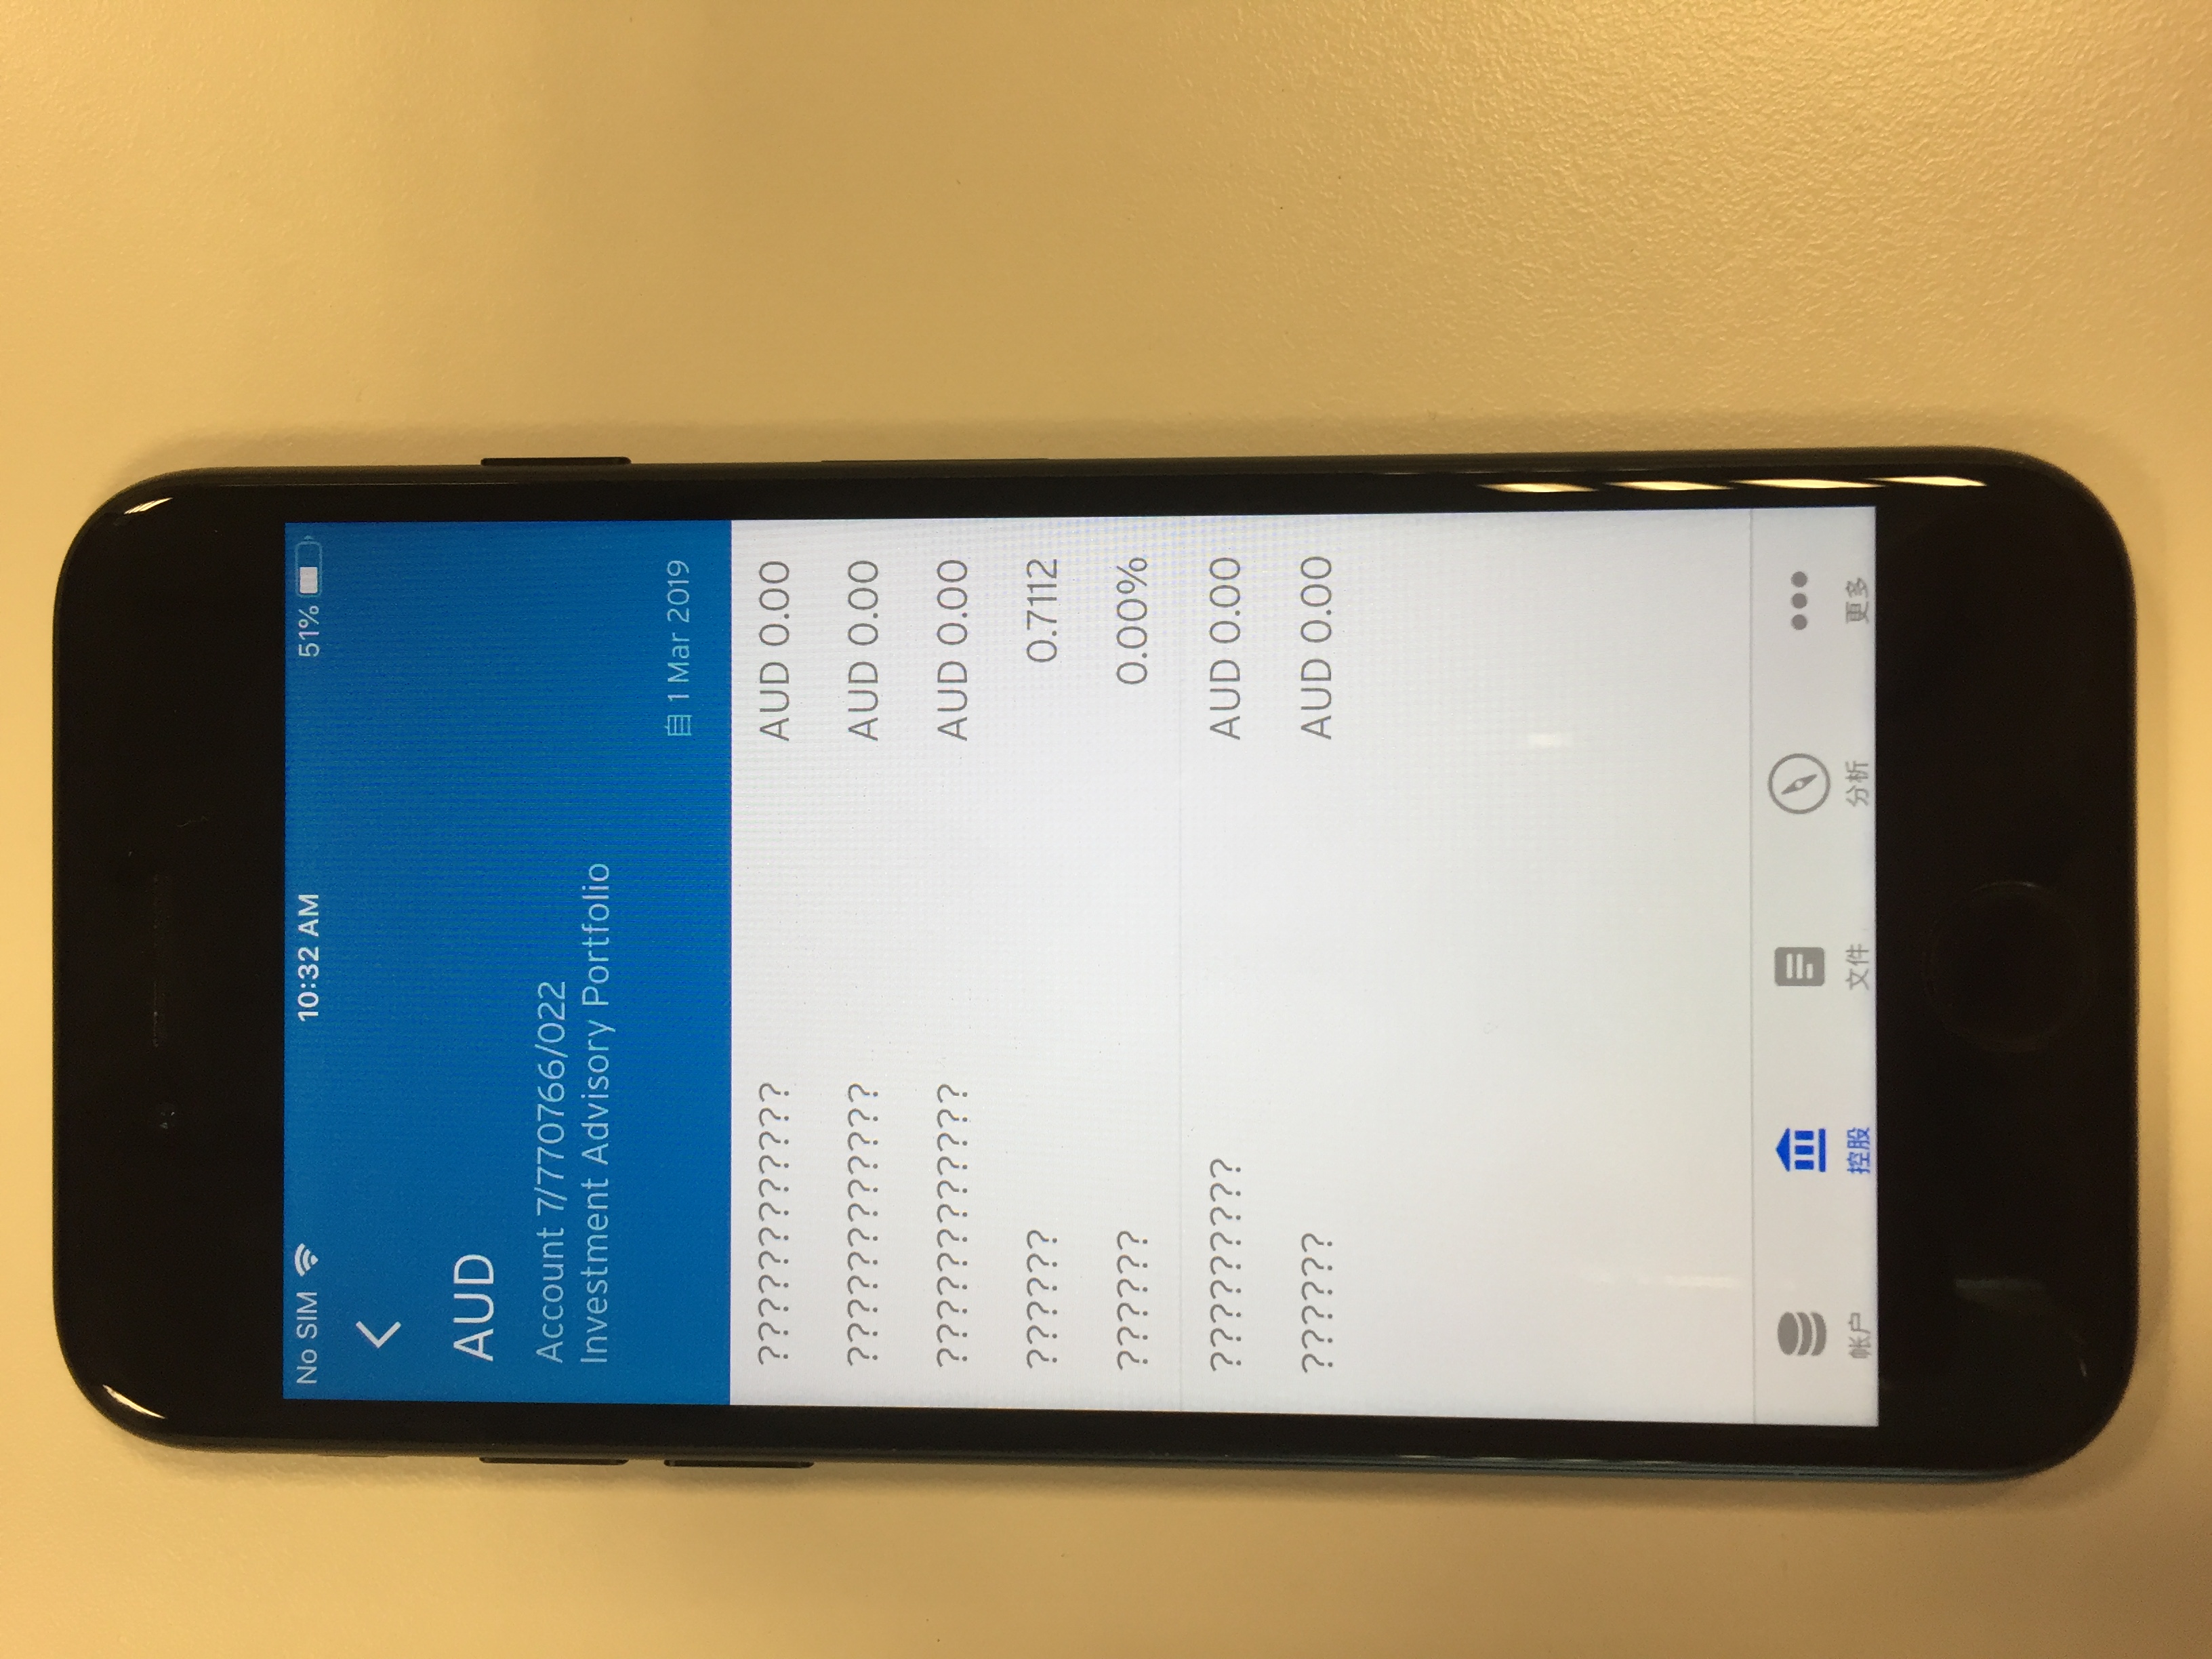 No SIM 10:32 AM 51%
AUD
Account 7/770766/022
Investment Advisory Portfolio
自 1 Mar 2019
???????????? AUD 0.00
???????????? AUD 0.00
???????????? AUD 0.00
?????? 0.7112
?????? 0.00%
????????? AUD 0.00
?????? AUD 0.00
帐户 控股 文件 分析 更多